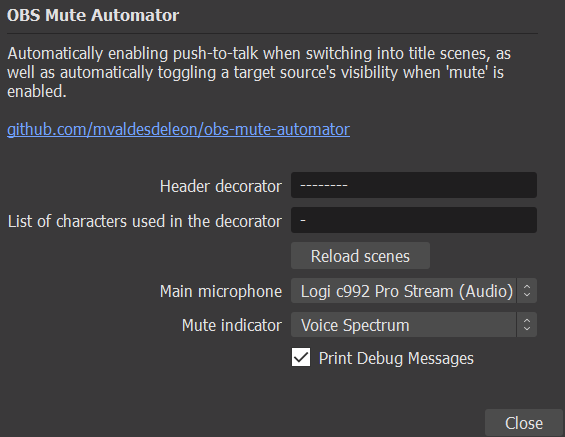 OBS Mute Automator
Automatically enabling push-to-talk when switching into title scenes, as
well as automatically toggling a target source's visibility when 'mute' is
enabled.
github.com/mvaldesdeleon/obs-mute-automator
Header decorator --------
List of characters used in the decorator -
Reload scenes
Main microphone Logi c992 Pro Stream (Audio)
Mute indicator Voice Spectrum
Print Debug Messages
Close